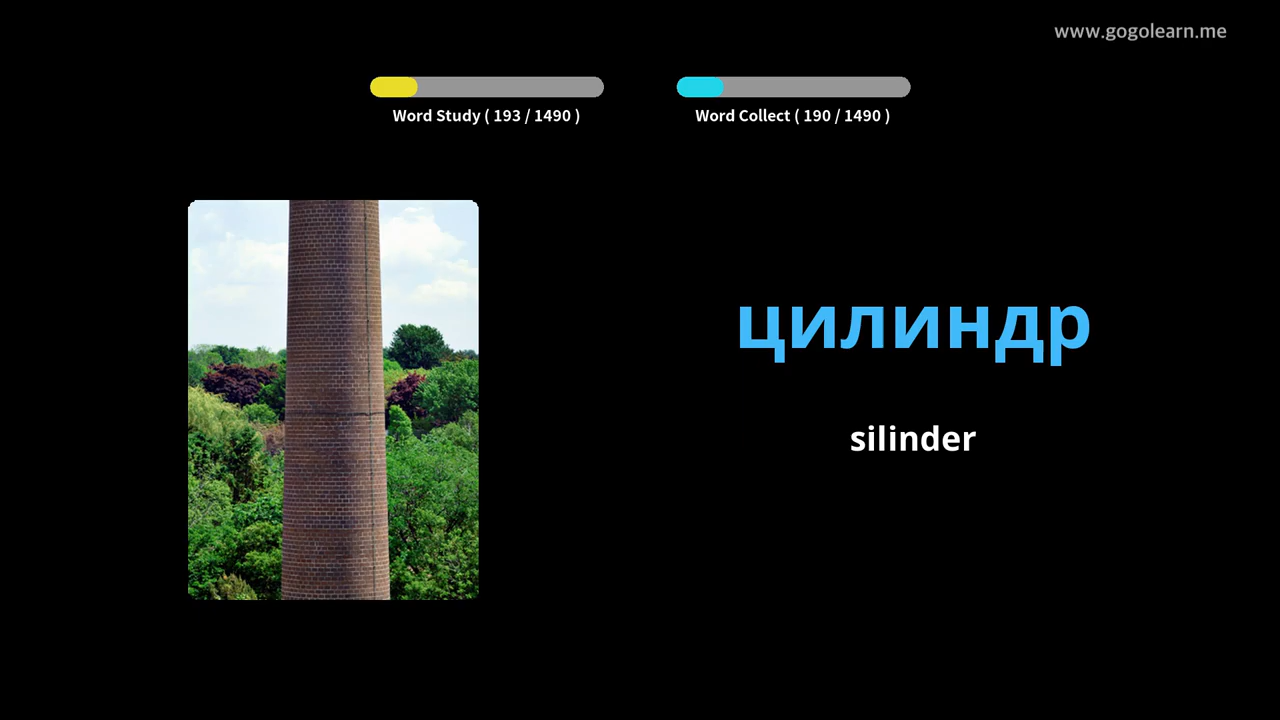 www.gogolearn.me
Word Study ( 193 / 1490 )
Word Collect ( 190 / 1490 )
цилиндр
silinder